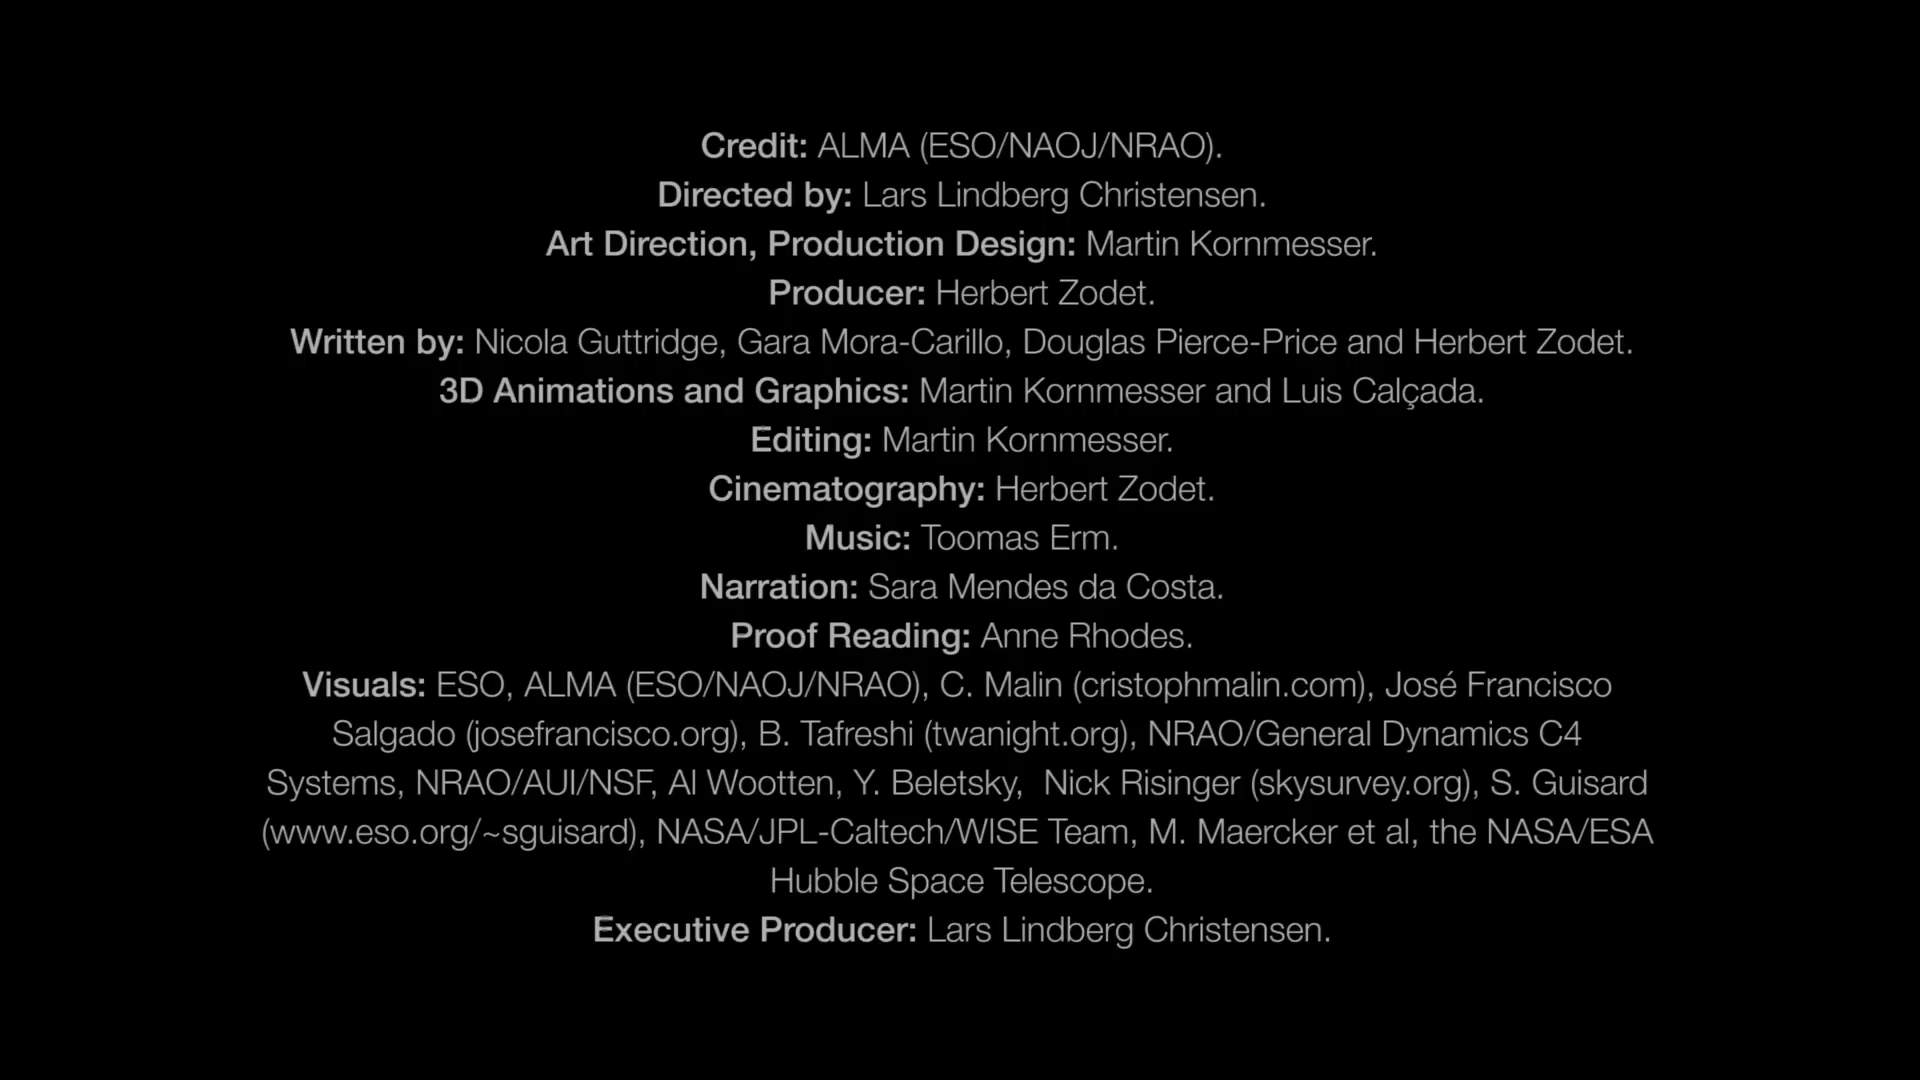 Credit: ALMA (ESO/NAOJ/NRAO).
Directed by: Lars Lindberg Christensen.
Art Direction, Production Design: Martin Kornmesser.
Producer: Herbert Zodet.
Written by: Nicola Guttridge, Gara Mora-Carillo, Douglas Pierce-Price and Herbert Zodet.
3D Animations and Graphics: Martin Kornmesser and Luis Calçada.
Editing: Martin Kornmesser.
Cinematography: Herbert Zodet.
Music: Toomas Erm.
Narration: Sara Mendes da Costa.
Proof Reading: Anne Rhodes.
Visuals: ESO, ALMA (ESO/NAOJ/NRAO), C. Malin (cristophmalin.com), José Francisco
Salgado (josefrancisco.org), B. Tafreshi (twanight.org), NRAO/General Dynamics C4
Systems, NRAO/AUI/NSF, Al Wootten, Y. Beletsky,  Nick Risinger (skysurvey.org), S. Guisard
(www.eso.org/~sguisard), NASA/JPL-Caltech/WISE Team, M. Maercker et al, the NASA/ESA
Hubble Space Telescope.
Executive Producer: Lars Lindberg Christensen.